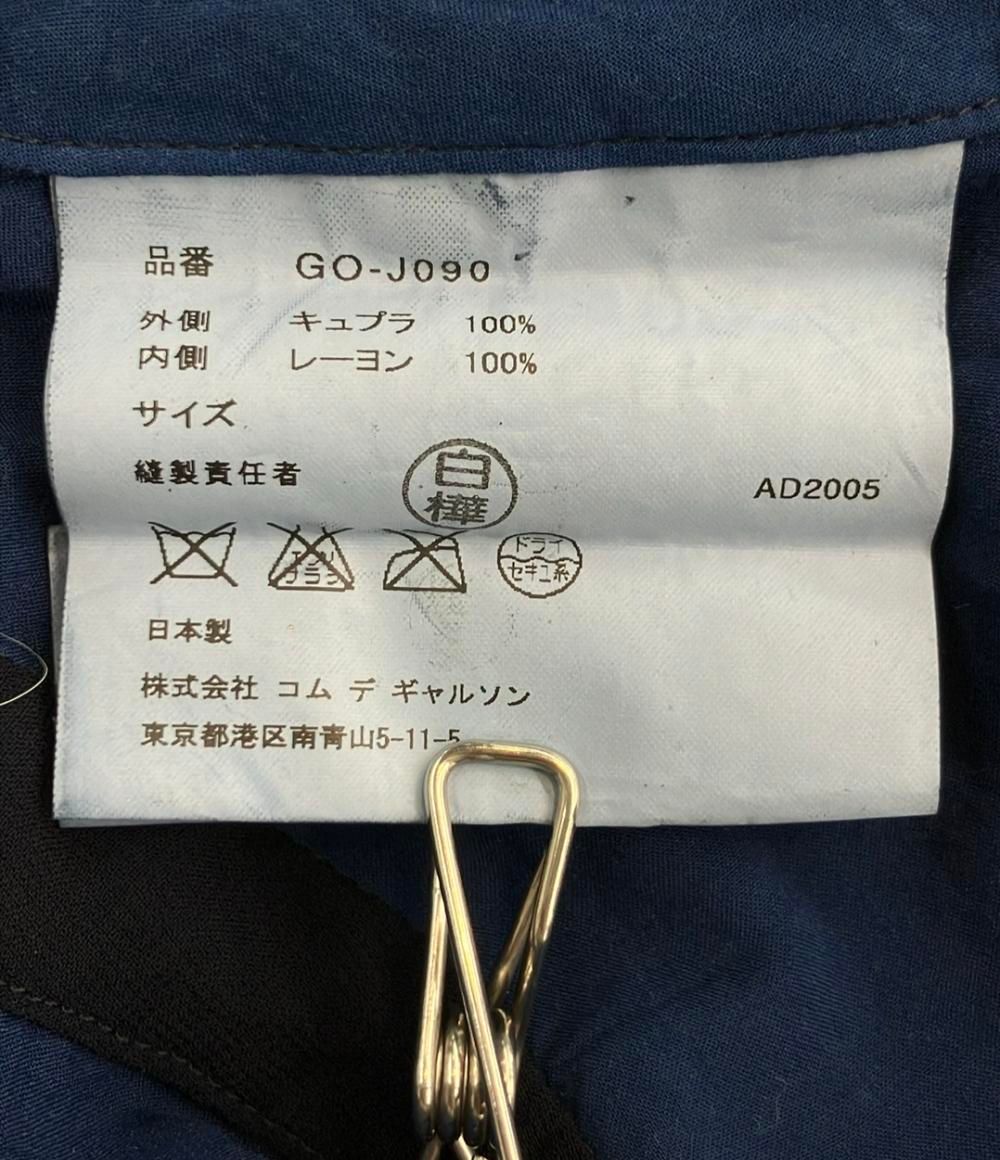 品番 GO-J090
外側 キュプラ 100%
内側 レーヨン 100%
サイズ
縫製責任者 白樺
AD2005
エンソ
ドライ
セキユ系
日本製
株式会社 コム デ ギャルソン
東京都港区南青山5-11-5